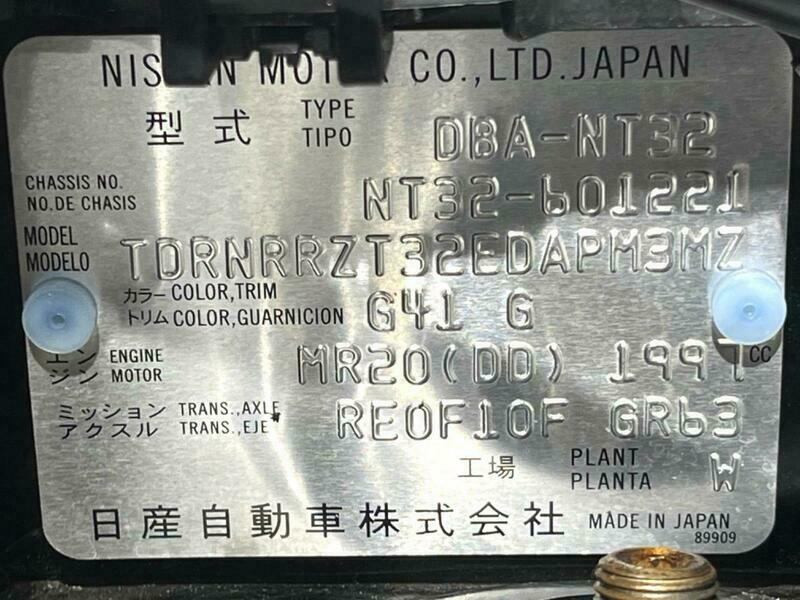 NISSAN MOTOR CO.,LTD.JAPAN
型式 TYPE TIPO DBA-NT32
CHASSIS NO. NO.DE CHASIS NT32-601221
MODEL MODELO TDRNRRZT32EDAPM3MZ
カラー COLOR,TRIM
トリム COLOR,GUARNICION G41 G
エンジン ENGINE MOTOR MR20(DD) 1997 CC
ミッション TRANS.,AXLE
アクスル TRANS.,EJE RE0F10F GR63
工場 PLANT PLANTA W
日産自動車株式会社 MADE IN JAPAN
89909